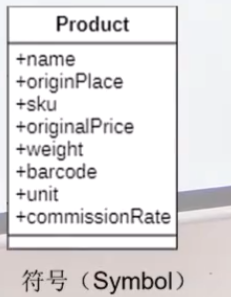 Product
+name
+originPlace
+sku
+originalPrice
+weight
+barcode
+unit
+commissionRate
符号（Symbol）